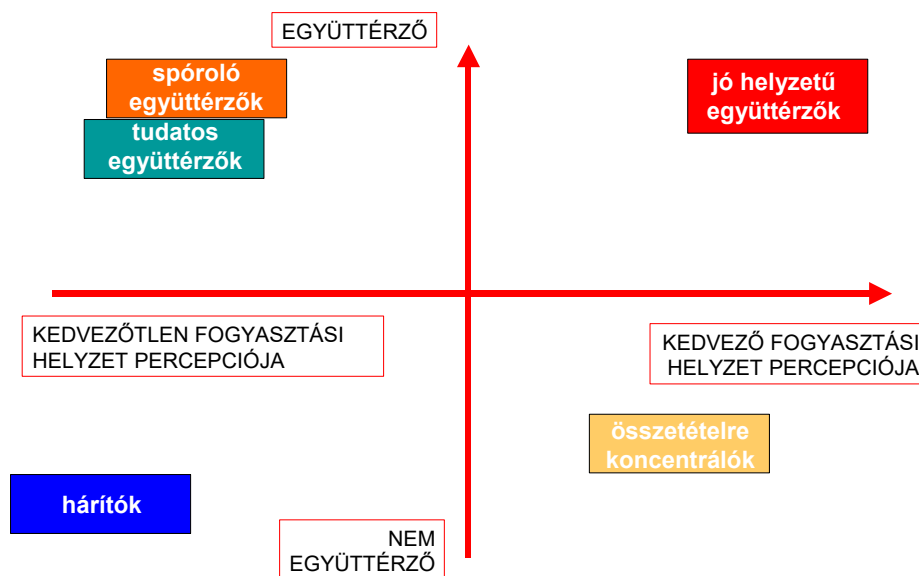 EGYÜTTÉRZŐ
spóroló
együttérzők
tudatos
együttérzők
jó helyzetű
együttérzők
KEDVEZŐTLEN FOGYASZTÁSI
HELYZET PERCEPCIÓJA
KEDVEZŐ FOGYASZTÁSI
HELYZET PERCEPCIÓJA
összetételre
koncentrálók
hárítók
NEM
EGYÜTTÉRZŐ